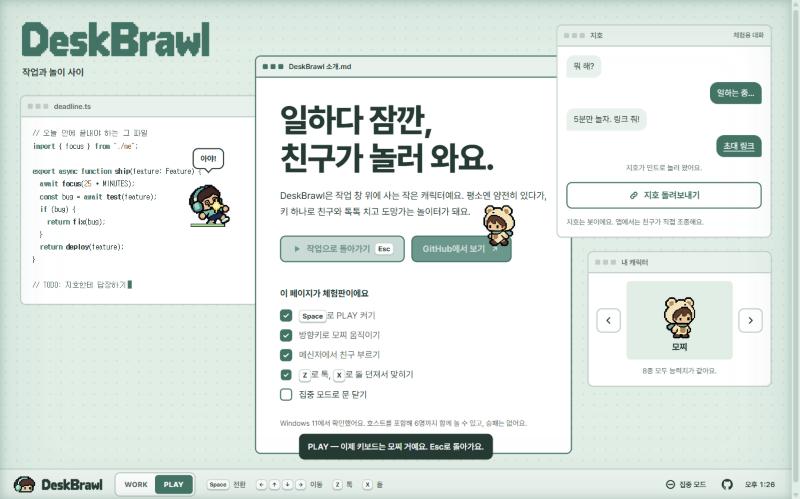 DeskBrawl
작업과 놀이 사이
deadline.ts
// 오늘 안에 끝내야 하는 그 파일
import { focus } from "./me";
export async function ship(feature: Feature) {
await focus(25 * MINUTES);
const bug = await test(feature);
if (bug) {
return fix(bug);
}
return deploy(feature);
}
// TODO: 지호한테 답장하기
아야!
DeskBrawl 소개.md
일하다 잠깐,
친구가 놀러 와요.
DeskBrawl은 작업 창 위에 사는 작은 캐릭터예요. 평소엔 얌전히 있다가,
키 하나로 친구와 톡톡 치고 도망가는 놀이터가 돼요.
작업으로 돌아가기 Esc
GitHub에서 보기
이 페이지가 체험판이에요
Space로 PLAY 켜기
방향키로 모찌 움직이기
메신저에서 친구 부르기
Z로 톡, X로 돌 던져서 맞히기
집중 모드로 문 닫기
Windows 11에서 확인했어요. 호스트를 포함해 6명까지 함께 놀 수 있고, 승패는 없어요.
PLAY — 이제 키보드는 모찌 거예요. Esc로 돌아가요.
지호 체험용 대화
뭐 해?
일하는 중…
5분만 놀자. 링크 줘!
초대 링크
지호가 민드로 놀러 왔어요.
지호 돌려보내기
지호는 봇이에요. 앱에서는 친구가 직접 조종해요.
내 캐릭터
모찌
8종 모두 능력치가 같아요.
DeskBrawl
WORK PLAY
Space 전환 ← ↑ ↓ → 이동 Z 톡 X 돌
집중 모드
오후 1:26